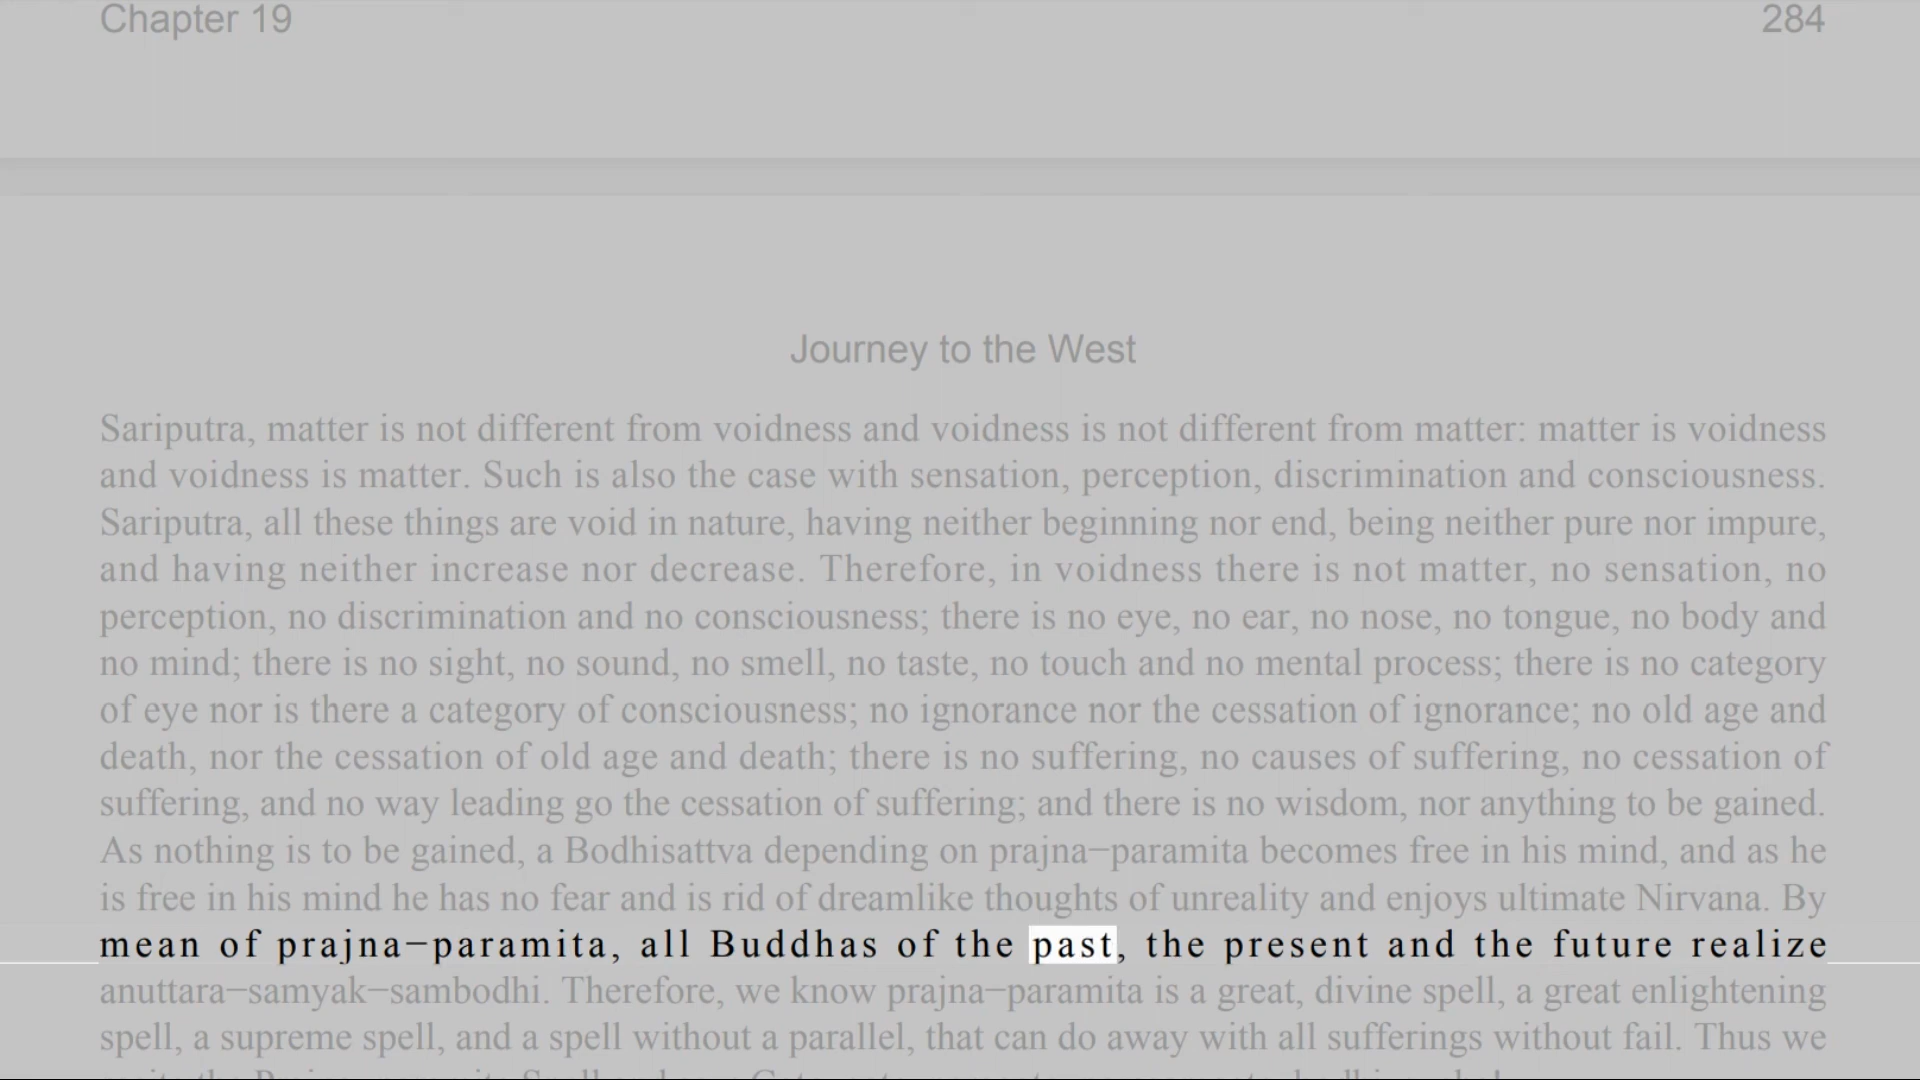 Chapter 19 284
Journey to the West
Sariputra, matter is not different from voidness and voidness is not different from matter: matter is voidness
and voidness is matter. Such is also the case with sensation, perception, discrimination and consciousness.
Sariputra, all these things are void in nature, having neither beginning nor end, being neither pure nor impure,
and having neither increase nor decrease. Therefore, in voidness there is not matter, no sensation, no
perception, no discrimination and no consciousness; there is no eye, no ear, no nose, no tongue, no body and
no mind; there is no sight, no sound, no smell, no taste, no touch and no mental process; there is no category
of eye nor is there a category of consciousness; no ignorance nor the cessation of ignorance; no old age and
death, nor the cessation of old age and death; there is no suffering, no causes of suffering, no cessation of
suffering, and no way leading go the cessation of suffering; and there is no wisdom, nor anything to be gained.
As nothing is to be gained, a Bodhisattva depending on prajna−paramita becomes free in his mind, and as he
is free in his mind he has no fear and is rid of dreamlike thoughts of unreality and enjoys ultimate Nirvana. By
mean of prajna−paramita, all Buddhas of the past, the present and the future realize
anuttara−samyak−sambodhi. Therefore, we know prajna−paramita is a great, divine spell, a great enlightening
spell, a supreme spell, and a spell without a parallel, that can do away with all sufferings without fail. Thus we